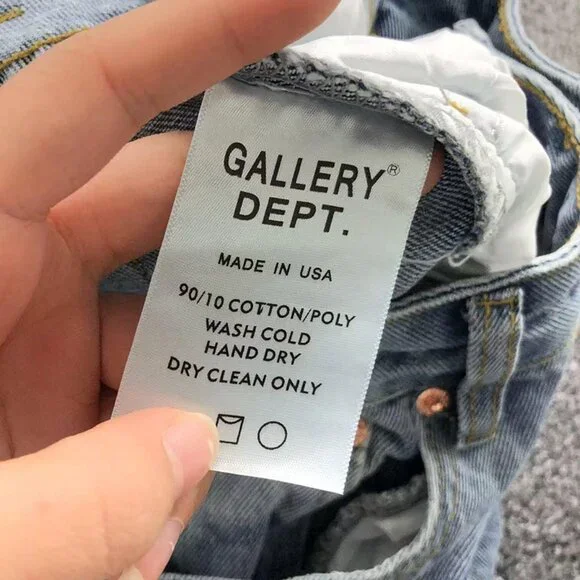 GALLERY®
DEPT.
MADE IN USA
90/10 COTTON/POLY
WASH COLD
HAND DRY
DRY CLEAN ONLY